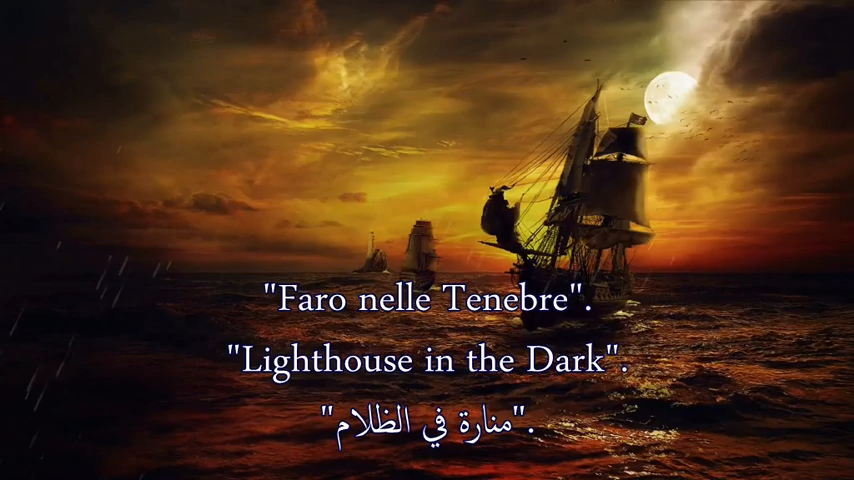 "Faro nelle Tenebre".
"Lighthouse in the Dark".
"منارة في الظلام".